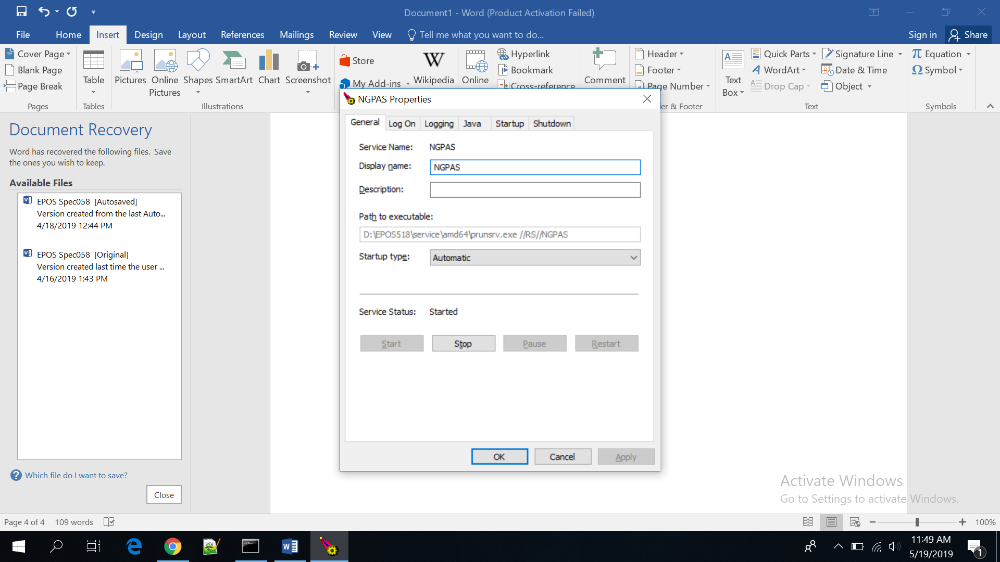 Document1 - Word (Product Activation Failed)
File Home Insert Design Layout References Mailings Review View Tell me what you want to do... Sign in Share
Cover Page
Blank Page
Page Break
Pages
Table
Tables
Pictures
Online Pictures
Shapes
SmartArt
Chart
Screenshot
Illustrations
Store
My Add-ins
Wikipedia
Online
Hyperlink
Bookmark
Cross-reference
Comment
Header
Footer
Page Number
er & Footer
Text Box
Quick Parts
WordArt
Drop Cap
Signature Line
Date & Time
Object
Text
Equation
Symbol
Symbols
Document Recovery
Word has recovered the following files. Save
the ones you wish to keep.
Available Files
EPOS Spec058 [Autosaved]
Version created from the last Auto...
4/18/2019 12:44 PM
EPOS Spec058 [Original]
Version created last time the user ...
4/16/2019 1:43 PM
Which file do I want to save?
Close
NGPAS Properties
General Log On Logging Java Startup Shutdown
Service Name: NGPAS
Display name: NGPAS
Description:
Path to executable:
D:\EPOS518\service\amd64\prunsrv.exe //RS//NGPAS
Startup type: Automatic
Service Status: Started
Start Stop Pause Restart
OK Cancel Apply
Activate Windows
Go to Settings to activate Windows.
Page 4 of 4 109 words
100%
11:49 AM
5/19/2019
1